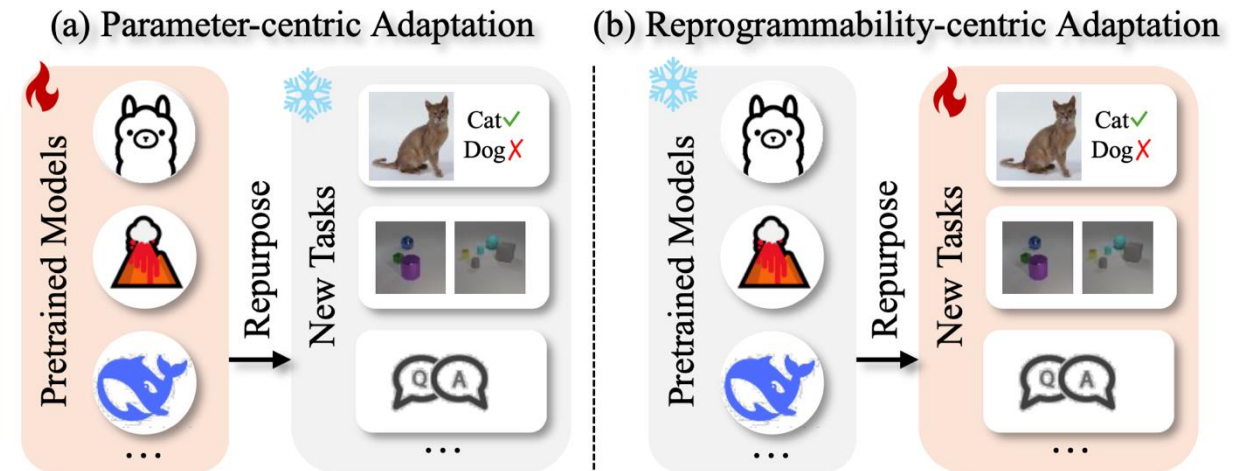 (a) Parameter-centric Adaptation
Pretrained Models
Repurpose
New Tasks
Cat✓
Dog✗
Q A
...
...
(b) Reprogrammability-centric Adaptation
Pretrained Models
Repurpose
New Tasks
Cat✓
Dog✗
Q A
...
...